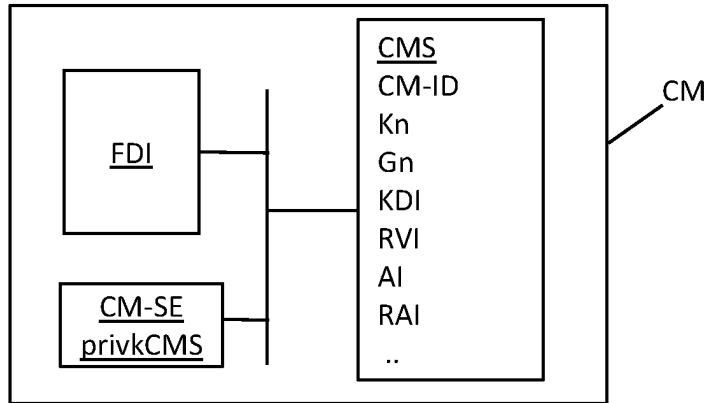 FDI
CM-SE
privkCMS
CMS
CM-ID
Kn
Gn
KDI
RVI
AI
RAI
..
CM